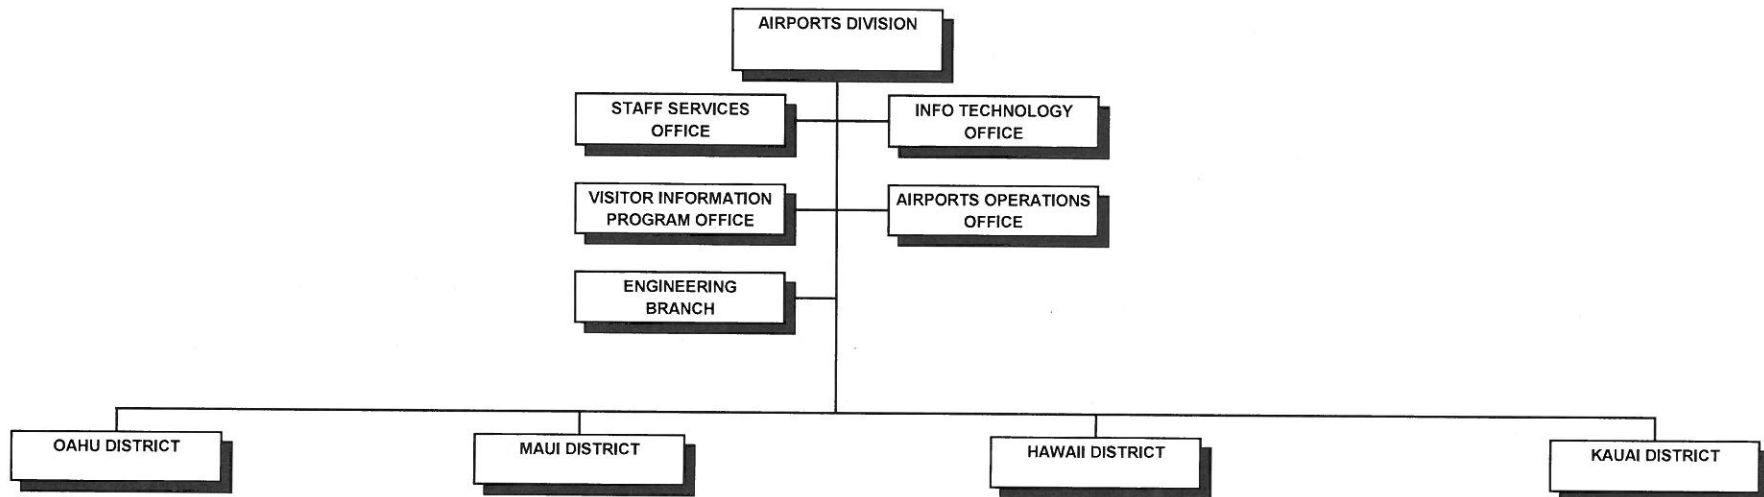 AIRPORTS DIVISION
STAFF SERVICES
OFFICE
INFO TECHNOLOGY
OFFICE
VISITOR INFORMATION
PROGRAM OFFICE
AIRPORTS OPERATIONS
OFFICE
ENGINEERING
BRANCH
OAHU DISTRICT
MAUI DISTRICT
HAWAII DISTRICT
KAUAI DISTRICT